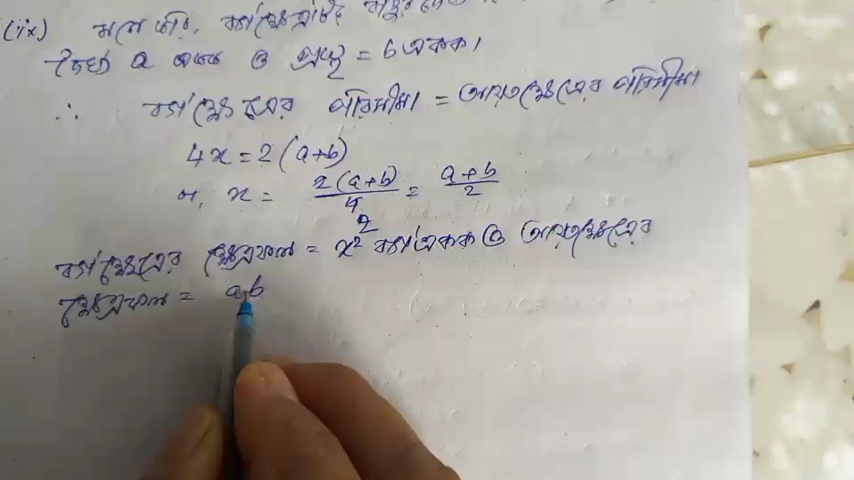 (ix) মনে করি, বর্গক্ষেত্রটির বাহুর
দৈর্ঘ্য a একক ও প্রস্থ = b একক।
∴ বর্গক্ষেত্রের পরিসীমা = আয়তক্ষেত্রের পরিসীমা
4x = 2(a+b)
বা, x = 2(a+b)/4 = a+b/2
2
বর্গক্ষেত্রের ক্ষেত্রফল = x² বর্গএকক ও আয়তক্ষেত্রের
ক্ষেত্রফল = ab